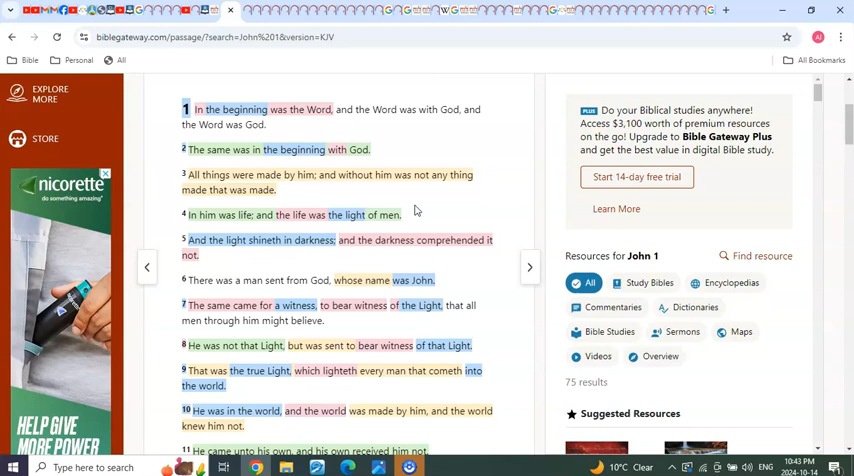 biblegateway.com/passage/?search=John%201&version=KJV
AI
Bible
Personal
All
All Bookmarks
EXPLORE
MORE
STORE
nicorette
do something amazing.
HELP GIVE
YOU MORE
POWER
1 In the beginning was the Word, and the Word was with God, and
the Word was God.
2 The same was in the beginning with God.
3 All things were made by him; and without him was not any thing
made that was made.
4 In him was life; and the life was the light of men.
5 And the light shineth in darkness; and the darkness comprehended it
not.
6 There was a man sent from God, whose name was John.
7 The same came for a witness, to bear witness of the Light, that all
men through him might believe.
8 He was not that Light, but was sent to bear witness of that Light.
9 That was the true Light, which lighteth every man that cometh into
the world.
10 He was in the world, and the world was made by him, and the world
knew him not.
11 He came unto his own, and his own received him not.
PLUS Do your Biblical studies anywhere!
Access $3,100 worth of premium resources
on the go! Upgrade to Bible Gateway Plus
and get the best value in digital Bible study.
Start 14-day free trial
Learn More
Resources for John 1
Find resource
All
Study Bibles
Encyclopedias
Commentaries
Dictionaries
Bible Studies
Sermons
Maps
Videos
Overview
75 results
Suggested Resources
Type here to search
10°C Clear
ENG
10:43 PM
2024-10-14